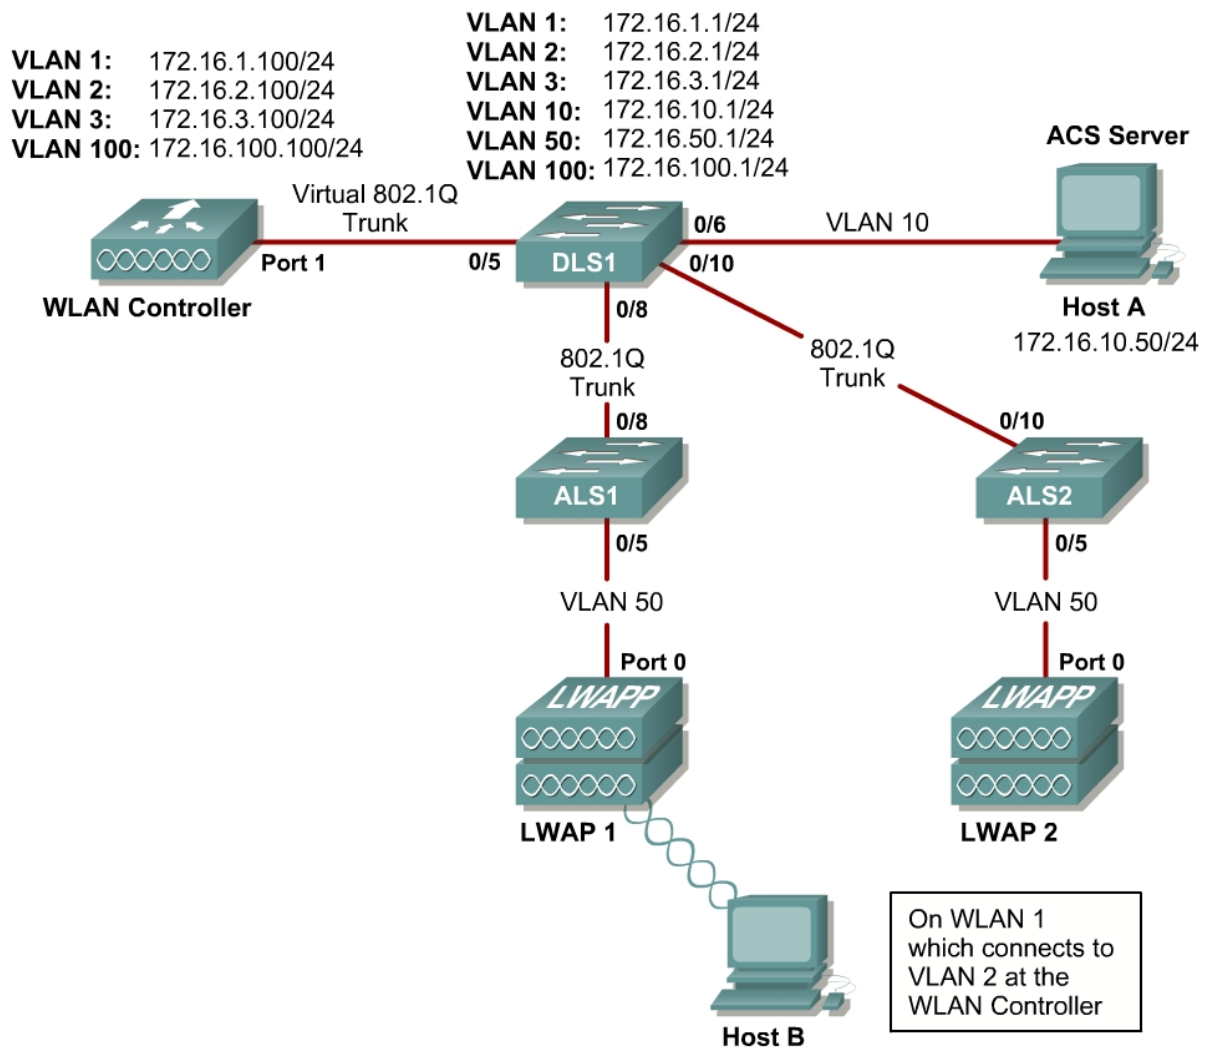 VLAN 1: 172.16.1.100/24
VLAN 2: 172.16.2.100/24
VLAN 3: 172.16.3.100/24
VLAN 100: 172.16.100.100/24
VLAN 1: 172.16.1.1/24
VLAN 2: 172.16.2.1/24
VLAN 3: 172.16.3.1/24
VLAN 10: 172.16.10.1/24
VLAN 50: 172.16.50.1/24
VLAN 100: 172.16.100.1/24
ACS Server
Virtual 802.1Q
Trunk
Port 1
0/5
DLS1
0/6
0/10
VLAN 10
WLAN Controller
Host A
172.16.10.50/24
0/8
802.1Q
Trunk
0/8
802.1Q
Trunk
0/10
ALS1
ALS2
0/5
0/5
VLAN 50
VLAN 50
Port 0
Port 0
LWAPP
LWAPP
LWAP 1
LWAP 2
On WLAN 1
which connects to
VLAN 2 at the
WLAN Controller
Host B